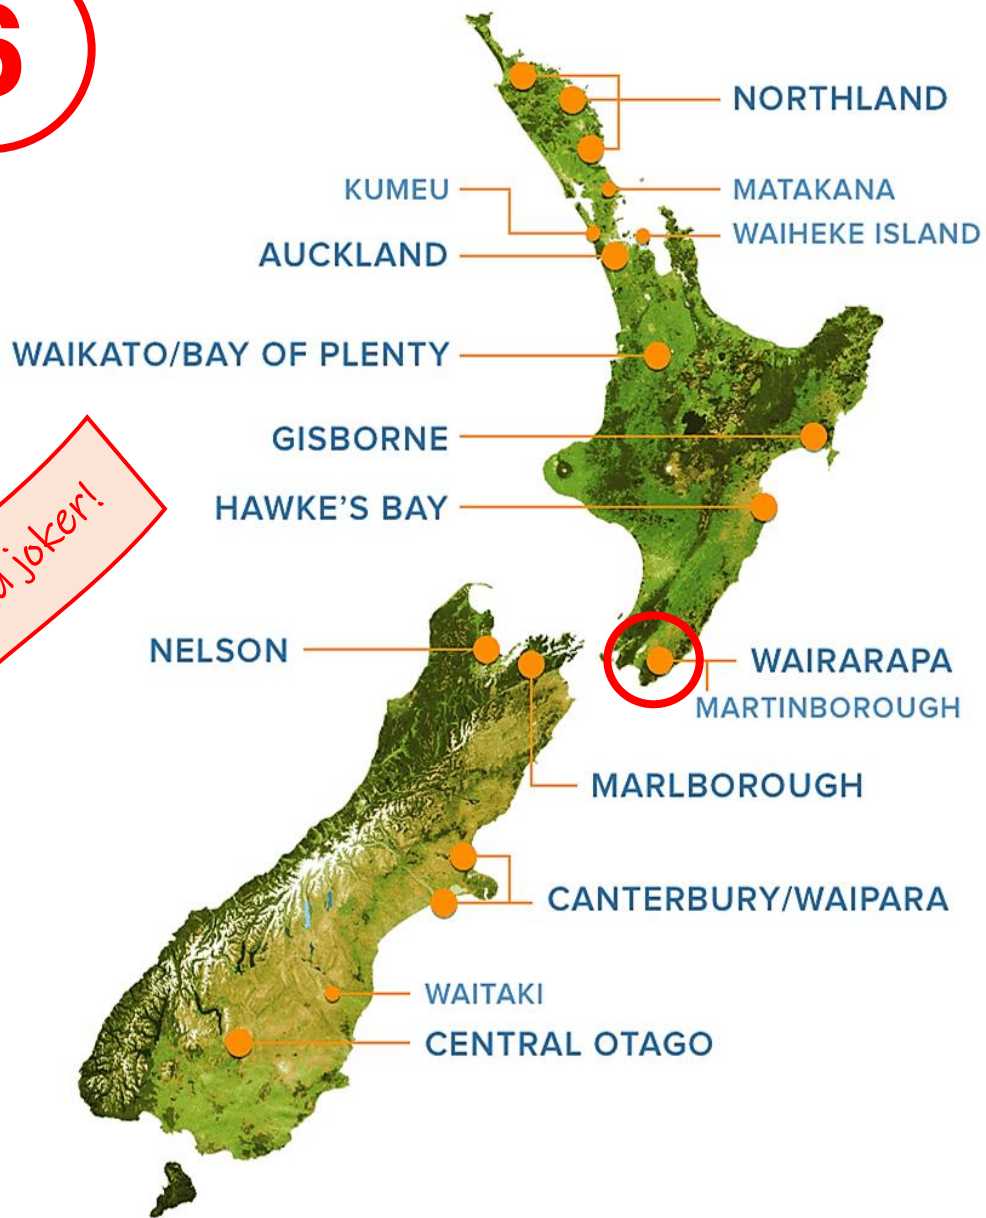 NORTHLAND
KUMEU
MATAKANA
WAIHEKE ISLAND
AUCKLAND
WAIKATO/BAY OF PLENTY
GISBORNE
joker!
HAWKE'S BAY
NELSON
WAIRARAPA
MARTINBOROUGH
MARLBOROUGH
CANTERBURY/WAIPARA
WAITAKI
CENTRAL OTAGO